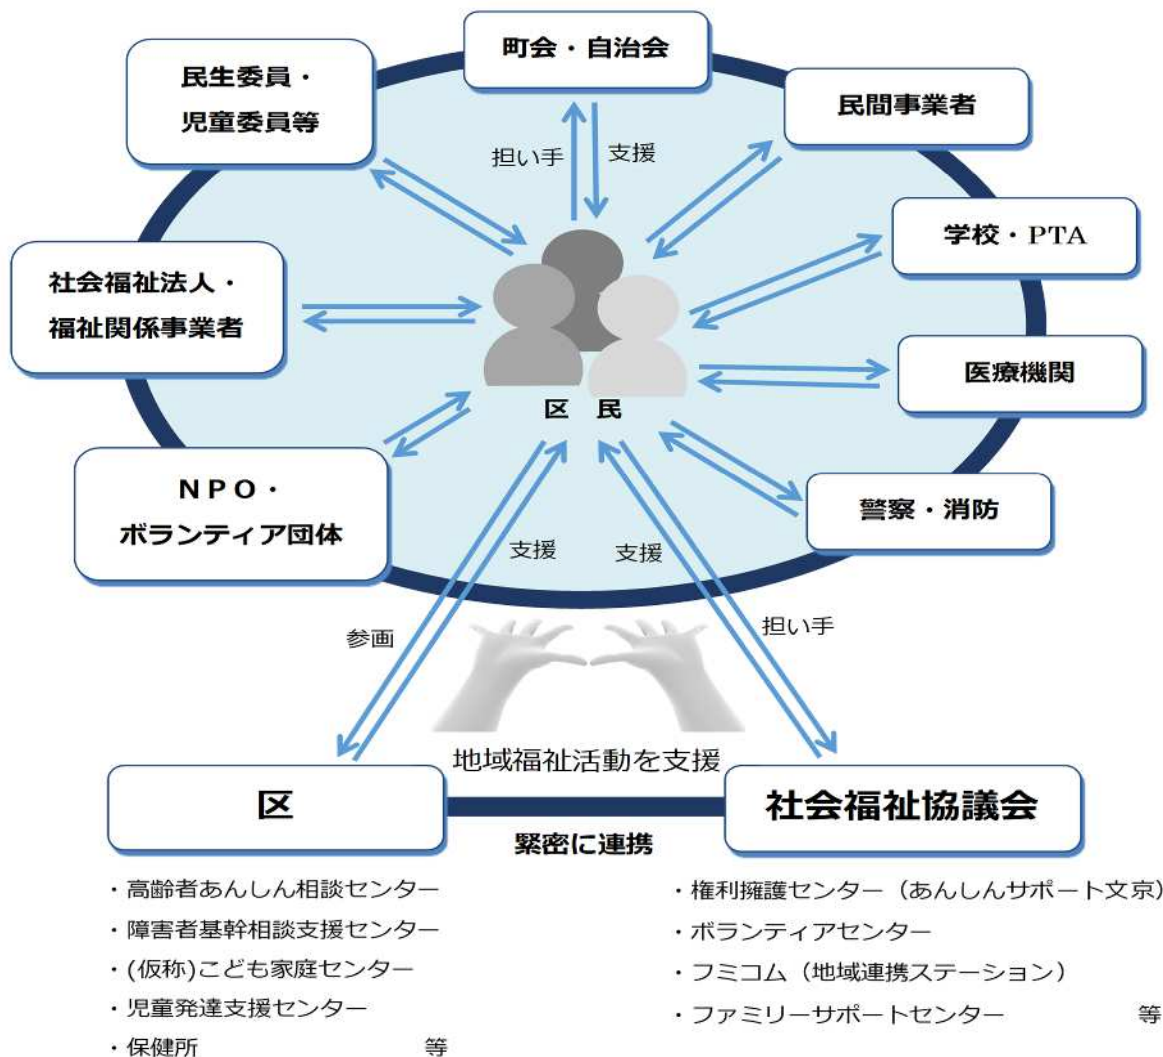 町会・自治会
民生委員・
児童委員等
民間事業者
担い手
支援
学校・PTA
社会福祉法人・
福祉関係事業者
医療機関
区 民
NPO・
ボランティア団体
警察・消防
支援
支援
参画
担い手
地域福祉活動を支援
区
社会福祉協議会
緊密に連携
・高齢者あんしん相談センター
・障害者基幹相談支援センター
・(仮称)こども家庭センター
・児童発達支援センター
・保健所 等
・権利擁護センター（あんしんサポート文京）
・ボランティアセンター
・フミコム（地域連携ステーション）
・ファミリーサポートセンター 等